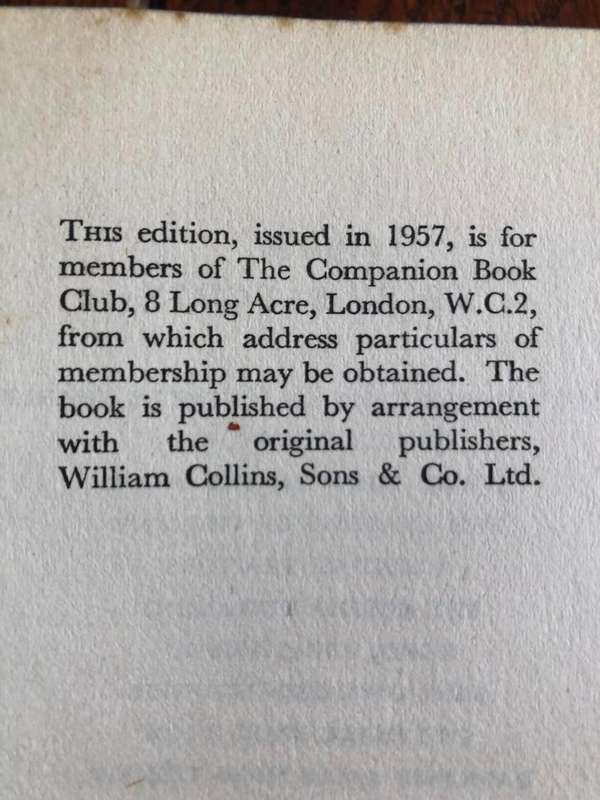 THIS edition, issued in 1957, is for
members of The Companion Book
Club, 8 Long Acre, London, W.C.2,
from which address particulars of
membership may be obtained. The
book is published by arrangement
with the original publishers,
William Collins, Sons & Co. Ltd.